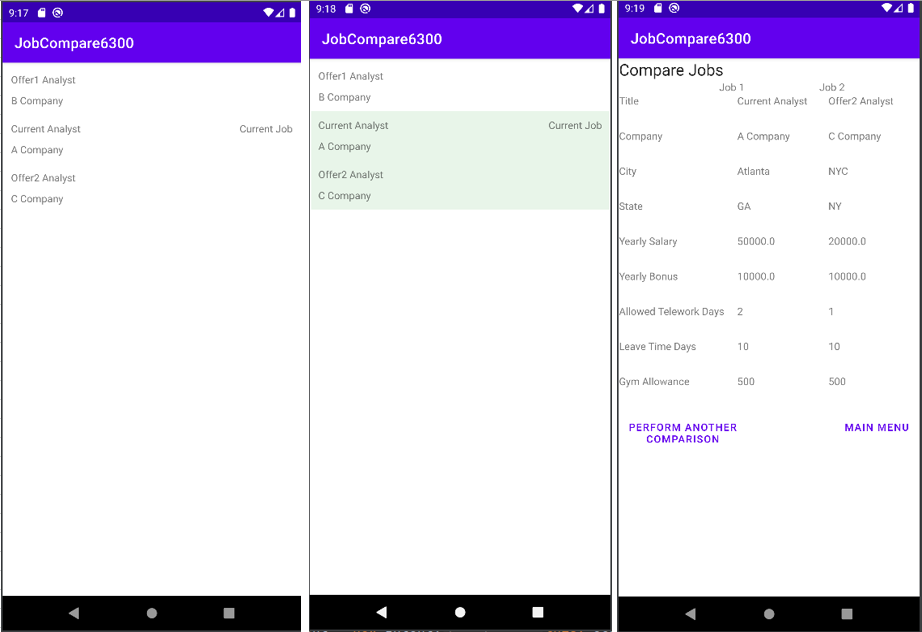 9:17
JobCompare6300
Offer1 Analyst
B Company
Current Analyst Current Job
A Company
Offer2 Analyst
C Company
9:18
JobCompare6300
Offer1 Analyst
B Company
Current Analyst Current Job
A Company
Offer2 Analyst
C Company
9:19
JobCompare6300
Compare Jobs
Job 1 Job 2
Title Current Analyst Offer2 Analyst
Company A Company C Company
City Atlanta NYC
State GA NY
Yearly Salary 50000.0 20000.0
Yearly Bonus 10000.0 10000.0
Allowed Telework Days 2 1
Leave Time Days 10 10
Gym Allowance 500 500
PERFORM ANOTHER MAIN MENU
COMPARISON